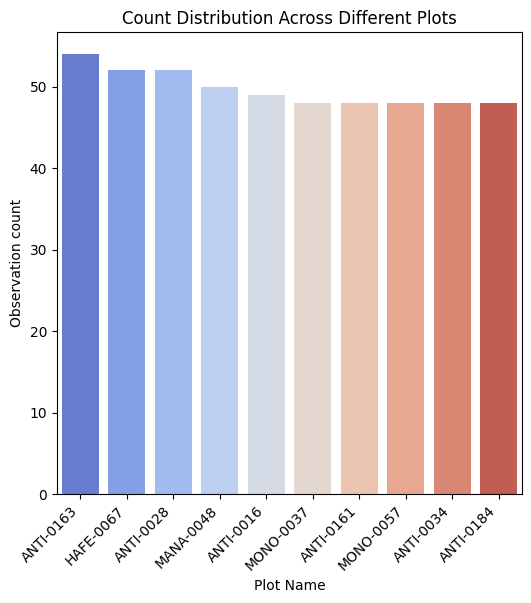 Count Distribution Across Different Plots
Observation count
50
40
30
20
10
0
ANTI-0163
HAFE-0067
ANTI-0028
MANA-0048
ANTI-0016
MONO-0037
ANTI-0161
MONO-0057
ANTI-0034
ANTI-0184
Plot Name